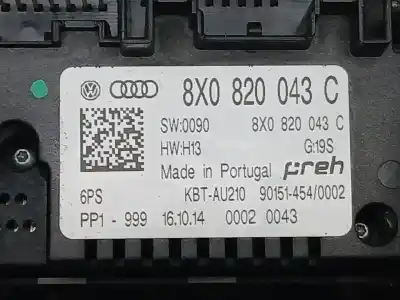 8X0 820 043 C
SW:0090 8X0 820 043 C
HW:H13 G:19S
Made in Portugal preh
6PS KBT-AU210 90151-454/0002
PP1 - 999 16.10.14 0002 0043